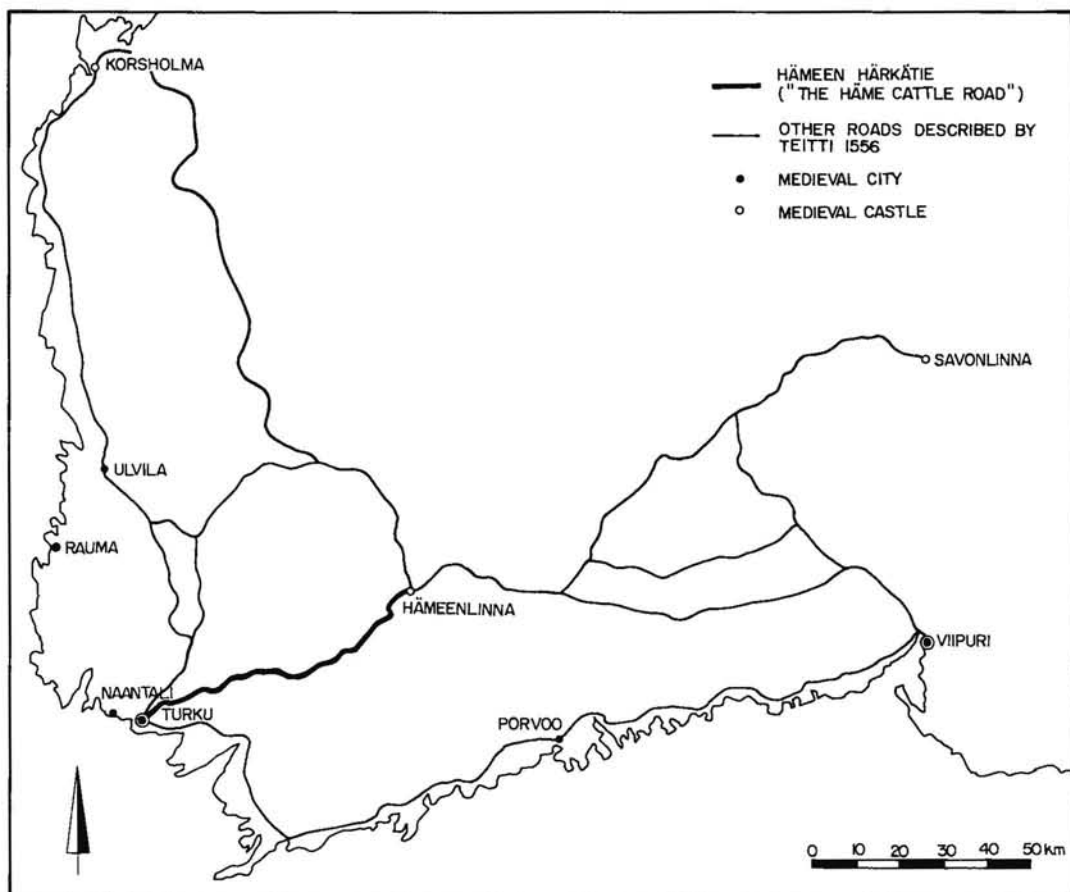 KORSHOLMA
HÄMEEN HÄRKÄTIE
("THE HÄME CATTLE ROAD")
OTHER ROADS DESCRIBED BY
TEITTI 1556
MEDIEVAL CITY
MEDIEVAL CASTLE
SAVONLINNA
ULVILA
RAUMA
HÄMEENLINNA
VIIPURI
NAANTALI
TURKU
PORVOO
0 10 20 30 40 50 KM